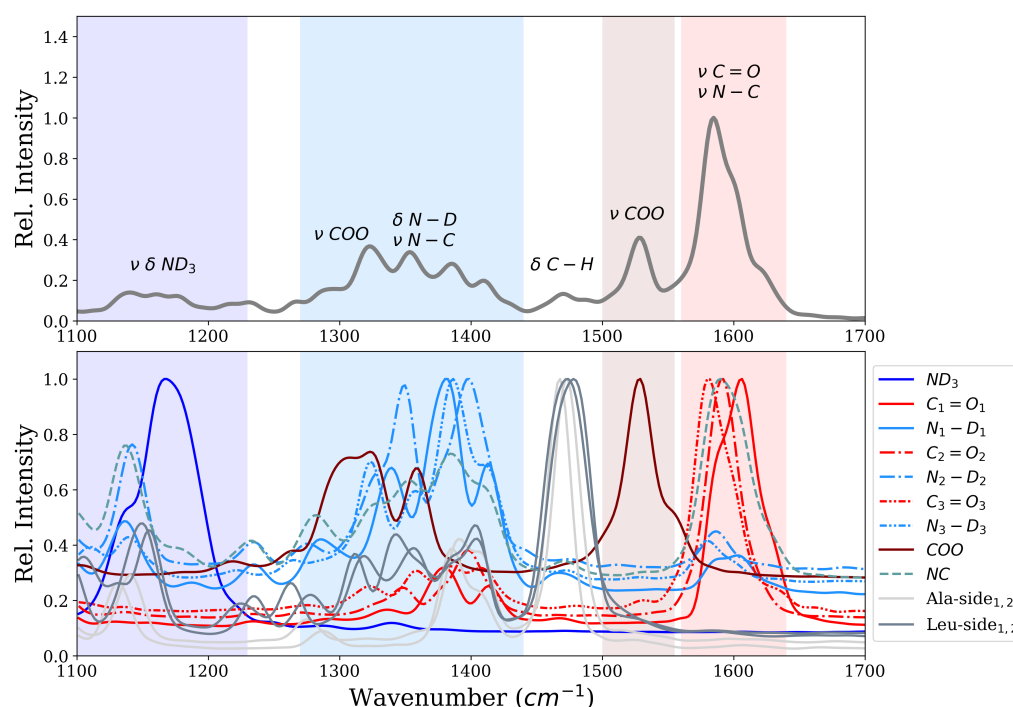 Rel. Intensity
1.4
1.2
1.0
0.8
0.6
0.4
0.2
0.0
ν C = O
ν N − C
ν COO
δ N − D
ν N − C
ν COO
ν δ ND₃
δ C − H
1100 1200 1300 1400 1500 1600 1700
Rel. Intensity
1.0
0.8
0.6
0.4
0.2
0.0
1100 1200 1300 1400 1500 1600 1700
Wavenumber (cm⁻¹)
ND₃
C₁ = O₁
N₁ − D₁
C₂ = O₂
N₂ − D₂
C₃ = O₃
N₃ − D₃
COO
NC
Ala-side₁,₂
Leu-side₁,₂